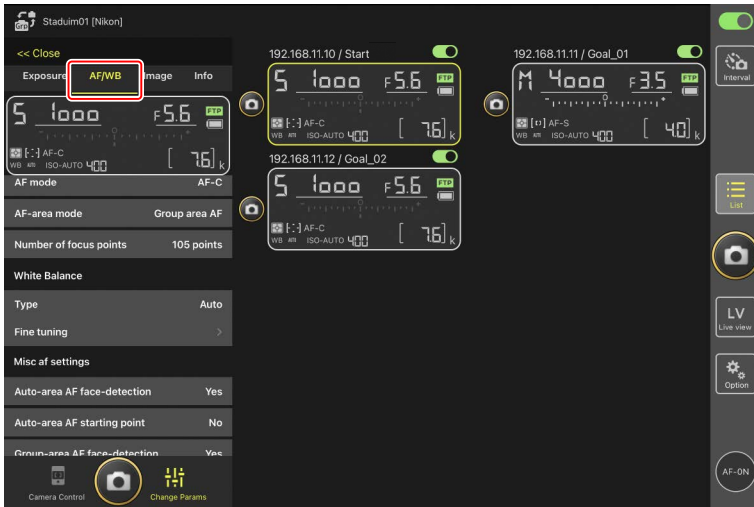 GRP
Staduim01 [Nikon]
<< Close
Exposure AF/WB Image Info
S 1000 F5.6 FTP
AF-C
WB AUTO ISO-AUTO 400 [ 7.6] k
AF mode AF-C
AF-area mode Group area AF
Number of focus points 105 points
White Balance
Type Auto
Fine tuning >
Misc af settings
Auto-area AF face-detection Yes
Auto-area AF starting point No
Group-area AF face-detection Yes
Camera Control
Change Params
192.168.11.10 / Start
S 1000 F5.6 FTP
AF-C
WB AUTO ISO-AUTO 400 [ 7.6] k
192.168.11.11 / Goal_01
M 4000 F3.5 FTP
AF-S
WB AUTO ISO-AUTO 400 [ 4.0] k
192.168.11.12 / Goal_02
S 1000 F5.6 FTP
AF-C
WB AUTO ISO-AUTO 400 [ 7.6] k
Interval
List
LV
Live view
Option
AF-ON